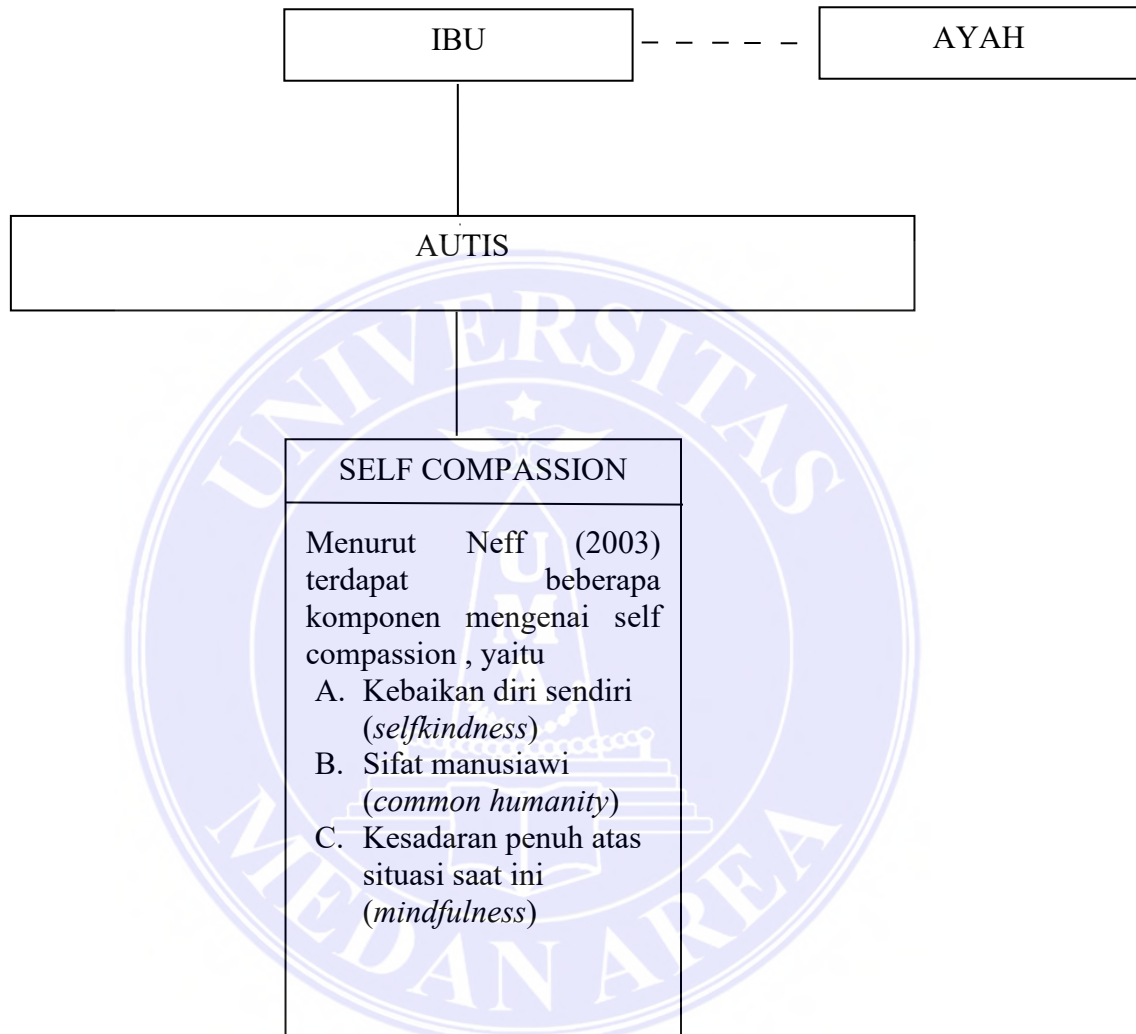 IBU
AYAH
AUTIS
SELF COMPASSION
Menurut Neff (2003)
terdapat beberapa
komponen mengenai self
compassion , yaitu
A. Kebaikan diri sendiri
(selfkindness)
B. Sifat manusiawi
(common humanity)
C. Kesadaran penuh atas
situasi saat ini
(mindfulness)
UNIVERSITAS
MEDAN AREA
U
M
A